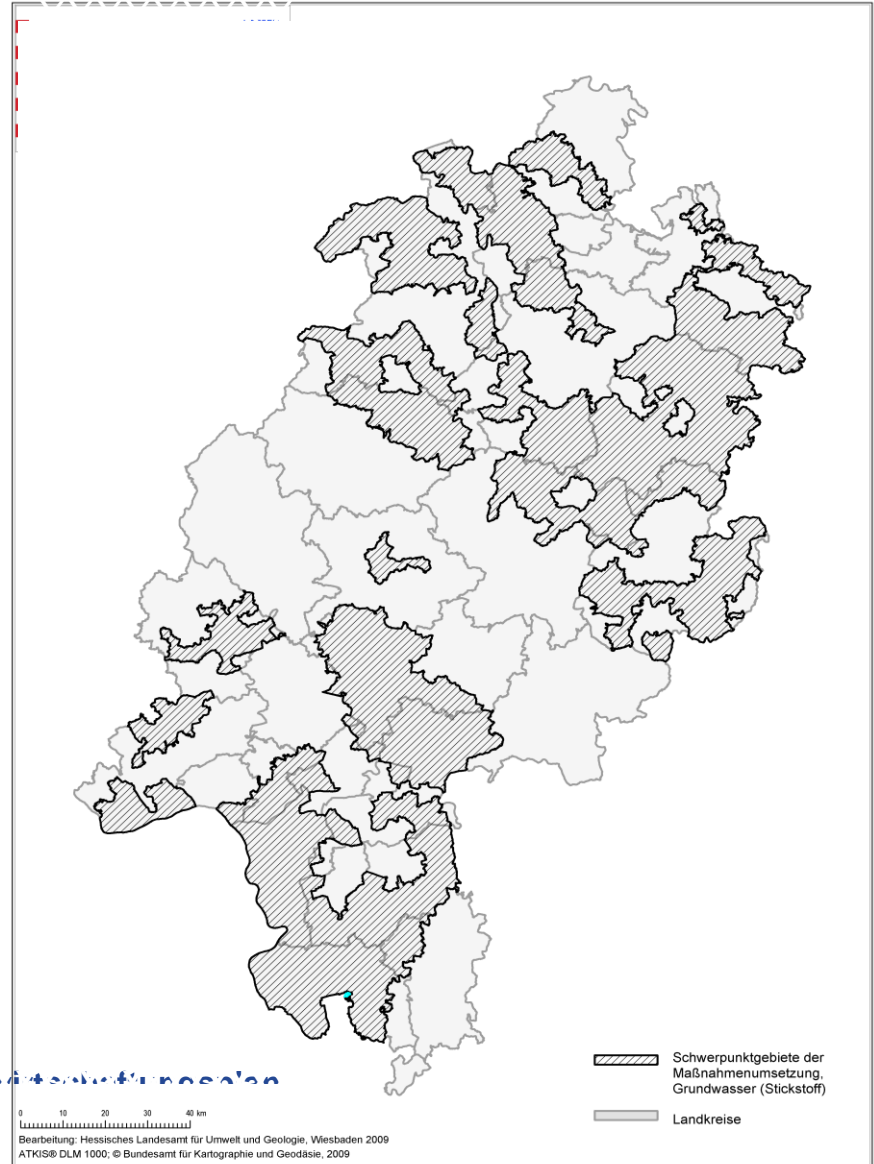 Schwerpunktgebiete der
Maßnahmenumsetzung,
Grundwasser (Stickstoff)
Landkreise
0 10 20 30 40 km
Bearbeitung: Hessisches Landesamt für Umwelt und Geologie, Wiesbaden 2009
ATKIS® DLM 1000; © Bundesamt für Kartographie und Geodäsie, 2009